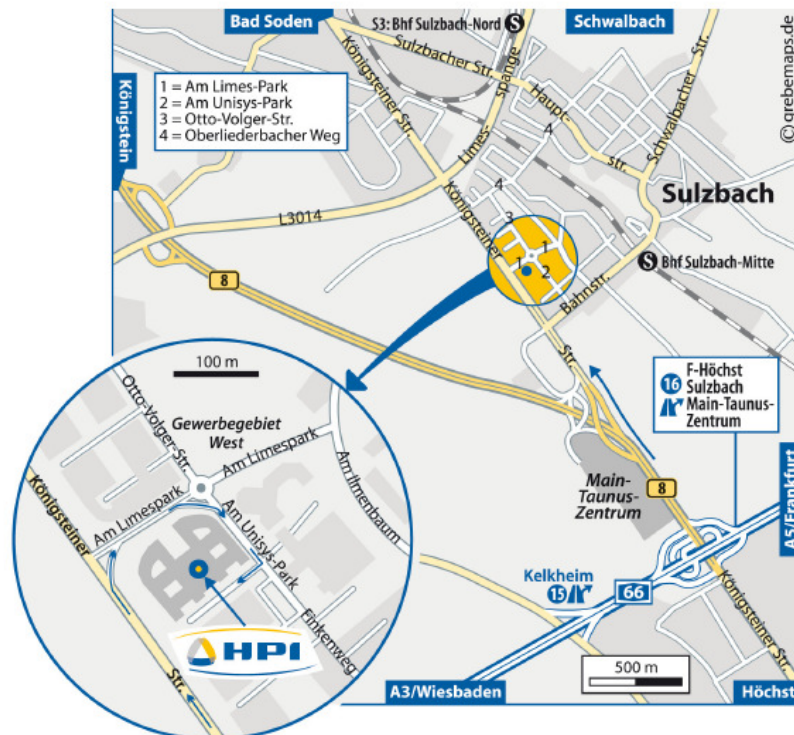 Bad Soden
S3: Bhf Sulzbach-Nord S
Schwalbach
Königstein
1 = Am Limes-Park
2 = Am Unisys-Park
3 = Otto-Volger-Str.
4 = Oberliederbacher Weg
Sulzbacher Str.
Königsteiner Str.
Limes-
spange
Haupt-
str.
Schwalbacher Str.
© grebemaps.de
4
4
L3014
Königsteiner
Str.
3
1
1
2
Sulzbach
S Bhf Sulzbach-Mitte
Bahnstr.
8
F-Höchst
16 Sulzbach
Main-Taunus-
Zentrum
Main-
Taunus-
Zentrum
8
A5/Frankfurt
Kelkheim
15
66
Königsteiner Str.
500 m
A3/Wiesbaden
Höchst
100 m
Otto-Volger-Str.
Gewerbegebiet
West
Am Limespark
Am Ilmenbaum
Am Limespark
Königsteiner
Str.
Am Unisys-Park
Finkenweg
HPI